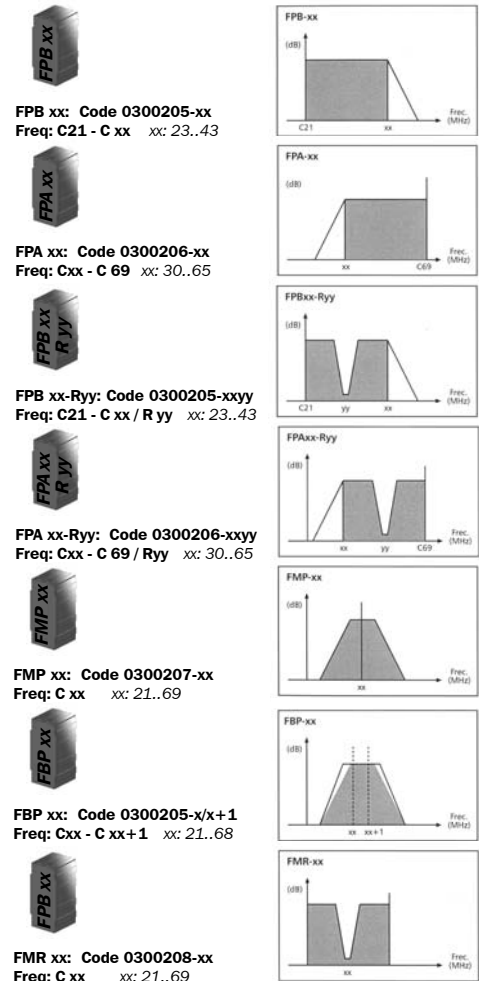 FPB xx
FPB xx: Code 0300205-xx
Freq: C21 - C xx xx: 23..43
FPB-xx
(dB)
C21 xx
Frec.
(MHz)
FPA xx
FPA xx: Code 0300206-xx
Freq: Cxx - C 69 xx: 30..65
FPA-xx
(dB)
xx C69
Frec.
(MHz)
FPB xx
R yy
FPB xx-Ryy: Code 0300205-xxyy
Freq: C21 - C xx / R yy xx: 23..43
FPBxx-Ryy
(dB)
C21 yy xx
Frec.
(MHz)
FPA xx
R yy
FPA xx-Ryy: Code 0300206-xxyy
Freq: Cxx - C 69 / Ryy xx: 30..65
FPAxx-Ryy
(dB)
xx yy C69
Frec.
(MHz)
FMP xx
FMP xx: Code 0300207-xx
Freq: C xx xx: 21..69
FMP-xx
(dB)
xx
Frec.
(MHz)
FBP xx
FBP xx: Code 0300205-x/x+1
Freq: Cxx - C xx+1 xx: 21..68
FBP-xx
(dB)
xx xx+1
Frec.
(MHz)
FPB xx
FMR xx: Code 0300208-xx
Freq: C xx xx: 21..69
FMR-xx
(dB)
xx
Frec.
(MHz)